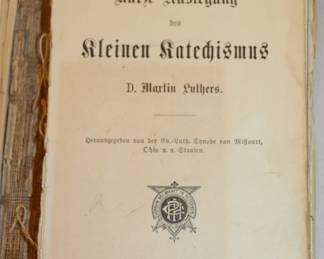 Kurze Auslegung
des
Kleinen Katechismus
D. Martin Luthers.
Herausgegeben von der Ev.-Luth. Synode von Missouri,
Ohio u. a. Staaten.